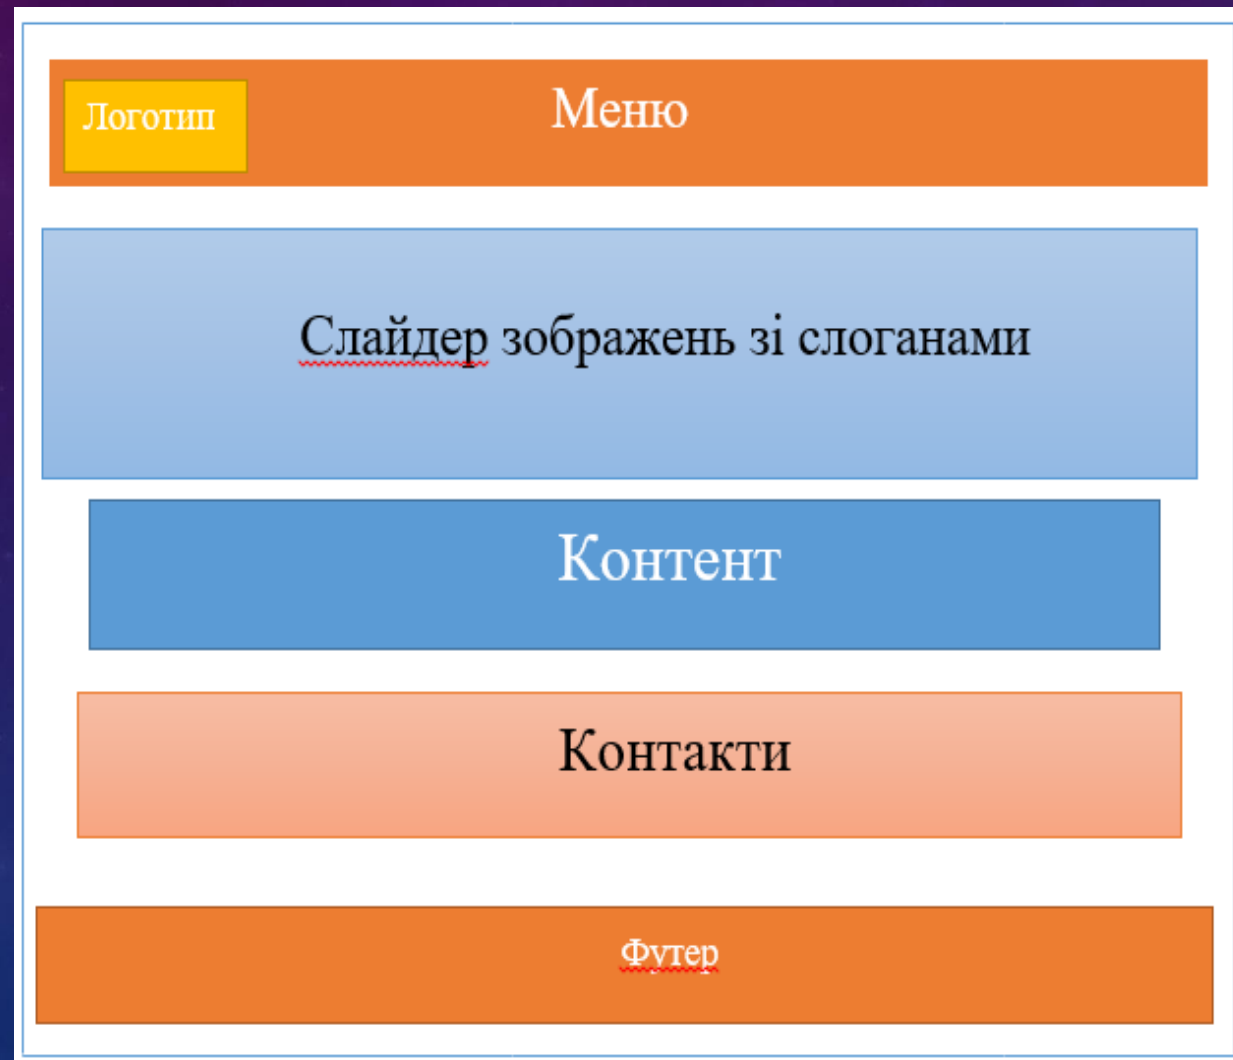 Логотип
Меню
Слайдер зображень зі слоганами
Контент
Контакти
Футер